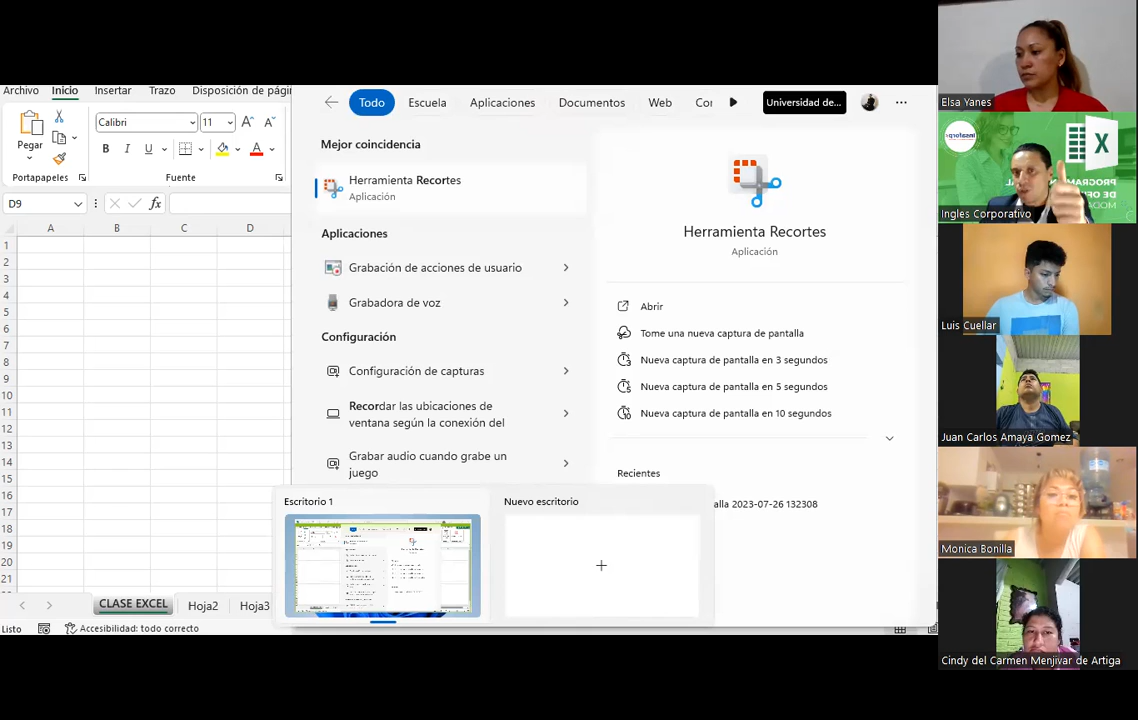 Archivo Inicio Insertar Trazo Disposición de págin
Pegar
Portapapeles
Calibri 11
N K S
Fuente
D9
fx
A B C D
1
2
3
4
5
6
7
8
9
10
11
12
13
14
15
16
17
18
19
20
21
CLASE EXCEL Hoja2 Hoja3
Listo Accesibilidad: todo correcto
Todo Escuela Aplicaciones Documentos Web Cor Universidad de...
Mejor coincidencia
Herramienta Recortes
Aplicación
Aplicaciones
Grabación de acciones de usuario
Grabadora de voz
Configuración
Configuración de capturas
Recordar las ubicaciones de
ventana según la conexión del
Grabar audio cuando grabe un
juego
Herramienta Recortes
Aplicación
Abrir
Tome una nueva captura de pantalla
Nueva captura de pantalla en 3 segundos
Nueva captura de pantalla en 5 segundos
Nueva captura de pantalla en 10 segundos
Recientes
alla 2023-07-26 132308
Escritorio 1
Nuevo escritorio
Elsa Yanes
insaforp
X
Ingles Corporativo
Luis Cuellar
Juan Carlos Amaya Gomez
Monica Bonilla
Cindy del Carmen Menjivar de Artiga